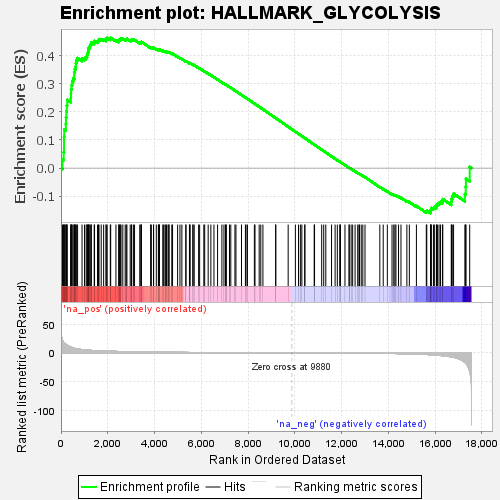 Enrichment plot: HALLMARK_GLYCOLYSIS
Enrichment score (ES)
0.4
0.3
0.2
0.1
0.0
-0.1
'na_pos' (positively correlated)
Ranked list metric (PreRanked)
50
0
-50
-100
Zero cross at 9880
'na_neg' (negatively correlated)
0
2,000
4,000
6,000
8,000
10,000
12,000
14,000
16,000
18,000
Rank in Ordered Dataset
Enrichment profile
Hits
Ranking metric scores